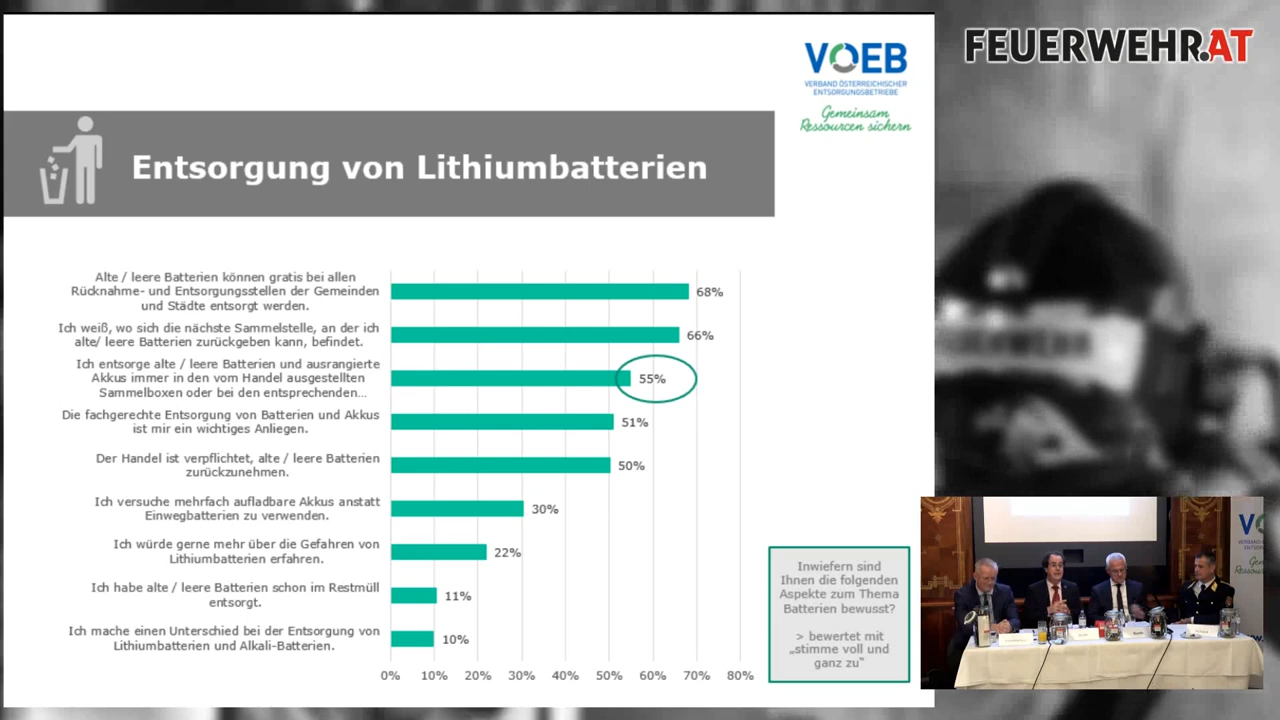 FEUERWEHR.AT
VOEB
VERBAND ÖSTERREICHISCHER
ENTSORGUNGSBETRIEBE
Gemeinsam
Ressourcen sichern
Entsorgung von Lithiumbatterien
Alte / leere Batterien können gratis bei allen
Rücknahme- und Entsorgungsstellen der Gemeinden
und Städte entsorgt werden.
68%
Ich weiß, wo sich die nächste Sammelstelle, an der ich
alte/ leere Batterien zurückgeben kann, befindet.
66%
Ich entsorge alte / leere Batterien und ausrangierte
Akkus immer in den vom Handel ausgestellten
Sammelboxen oder bei den entsprechenden...
55%
Die fachgerechte Entsorgung von Batterien und Akkus
ist mir ein wichtiges Anliegen.
51%
Der Handel ist verpflichtet, alte / leere Batterien
zurückzunehmen.
50%
Ich versuche mehrfach aufladbare Akkus anstatt
Einwegbatterien zu verwenden.
30%
Ich würde gerne mehr über die Gefahren von
Lithiumbatterien erfahren.
22%
Ich habe alte / leere Batterien schon im Restmüll
entsorgt.
11%
Ich mache einen Unterschied bei der Entsorgung von
Lithiumbatterien und Alkali-Batterien.
10%
0% 10% 20% 30% 40% 50% 60% 70% 80%
Inwiefern sind
Ihnen die folgenden
Aspekte zum Thema
Batterien bewusst?
> bewertet mit
„stimme voll und
ganz zu“